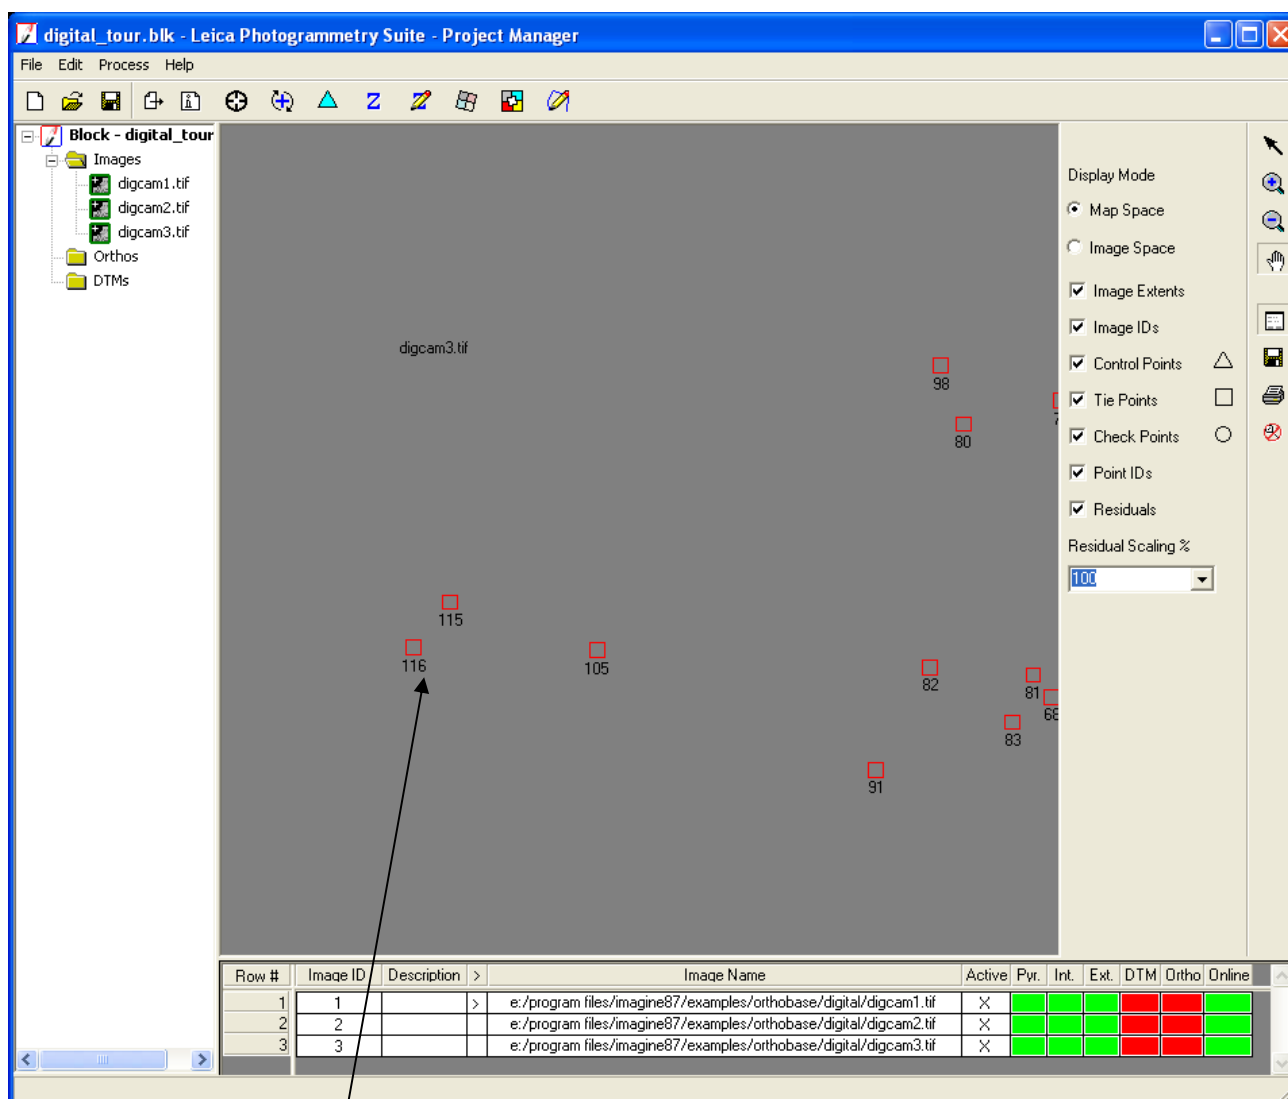 digital_tour.blk - Leica Photogrammetry Suite - Project Manager
File Edit Process Help
Z Z
Block - digital_tour
Images
digcam1.tif
digcam2.tif
digcam3.tif
Orthos
DTMs
digcam3.tif
98
80
7
115
116
105
82
81
68
83
91
Display Mode
Map Space
Image Space
Image Extents
Image IDs
Control Points
Tie Points
Check Points
Point IDs
Residuals
Residual Scaling %
100
Row # Image ID Description > Image Name Active Pyr. Int. Ext. DTM Ortho Online
1 1 > e:/program files/imagine87/examples/orthobase/digital/digcam1.tif X
2 2 e:/program files/imagine87/examples/orthobase/digital/digcam2.tif X
3 3 e:/program files/imagine87/examples/orthobase/digital/digcam3.tif X